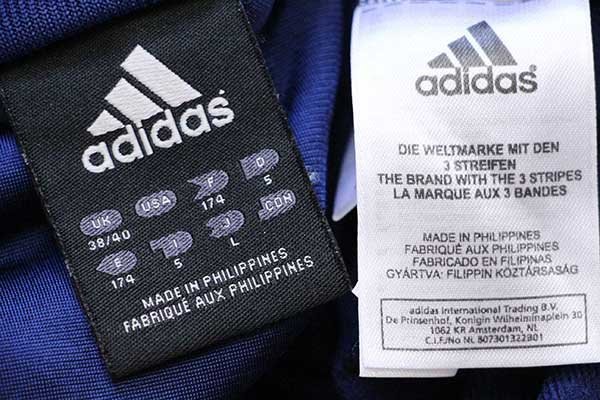 adidas
UK USA F D
38/40 174 5
E I J CDN
174 5 L
MADE IN PHILIPPINES
FABRIQUÉ AUX PHILIPPINES
adidas
DIE WELTMARKE MIT DEN
3 STREIFEN
THE BRAND WITH THE 3 STRIPES
LA MARQUE AUX 3 BANDES
MADE IN PHILIPPINES
FABRIQUÉ AUX PHILIPPINES
FABRICADO EN FILIPINAS
GYÁRTVA: FILIPPIN KÖZTÁRSASÁG
adidas International Trading B.V.
De Prinsenhof, Konigin Wilhelminaplein 30
1062 KR Amsterdam, NL
C.I.F/No NL 807301322B01